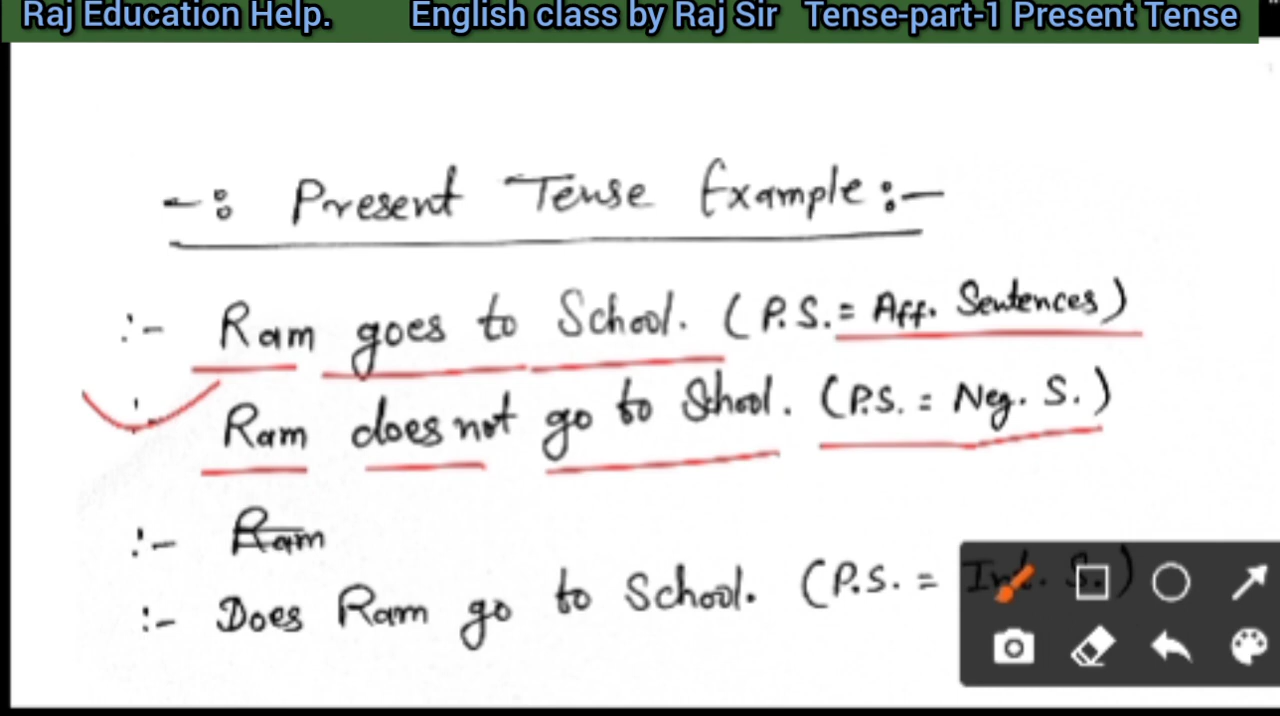 Raj Education Help. English class by Raj Sir Tense-part-1 Present Tense
-: Present Tense Example :-
:- Ram goes to School. (P.S. = Aff. Sentences)
Ram does not go to School. (P.S. = Neg. S.)
:- Ram
:- Does Ram go to School. (P.S. = Int. S.)